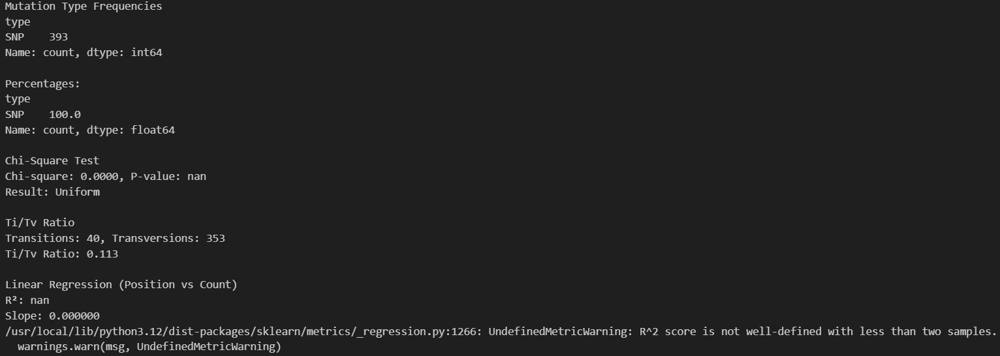 Mutation Type Frequencies
type
SNP    393
Name: count, dtype: int64

Percentages:
type
SNP    100.0
Name: count, dtype: float64

Chi-Square Test
Chi-square: 0.0000, P-value: nan
Result: Uniform

Ti/Tv Ratio
Transitions: 40, Transversions: 353
Ti/Tv Ratio: 0.113

Linear Regression (Position vs Count)
R²: nan
Slope: 0.000000
/usr/local/lib/python3.12/dist-packages/sklearn/metrics/_regression.py:1266: UndefinedMetricWarning: R^2 score is not well-defined with less than two samples.
  warnings.warn(msg, UndefinedMetricWarning)